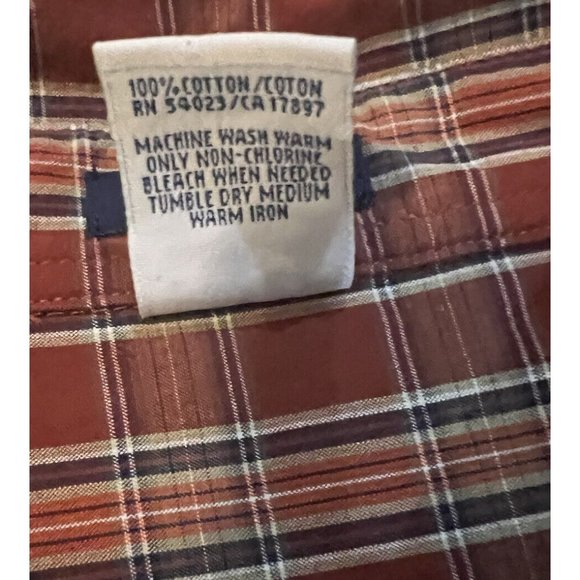 100% COTTON/COTON
RN 54023/CA 17897
MACHINE WASH WARM
ONLY NON-CHLORINE
BLEACH WHEN NEEDED
TUMBLE DRY MEDIUM
WARM IRON